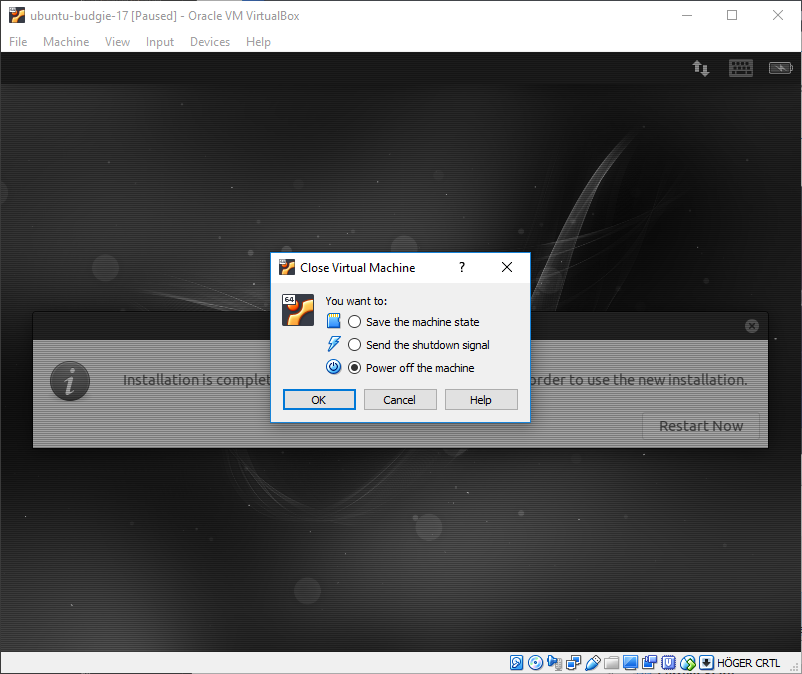 ubuntu-budgie-17 [Paused] - Oracle VM VirtualBox
File Machine View Input Devices Help
Close Virtual Machine ?
64
You want to:
Save the machine state
Send the shutdown signal
Power off the machine
OK Cancel Help
Installation is complet order to use the new installation.
Restart Now
HÖGER CRTL